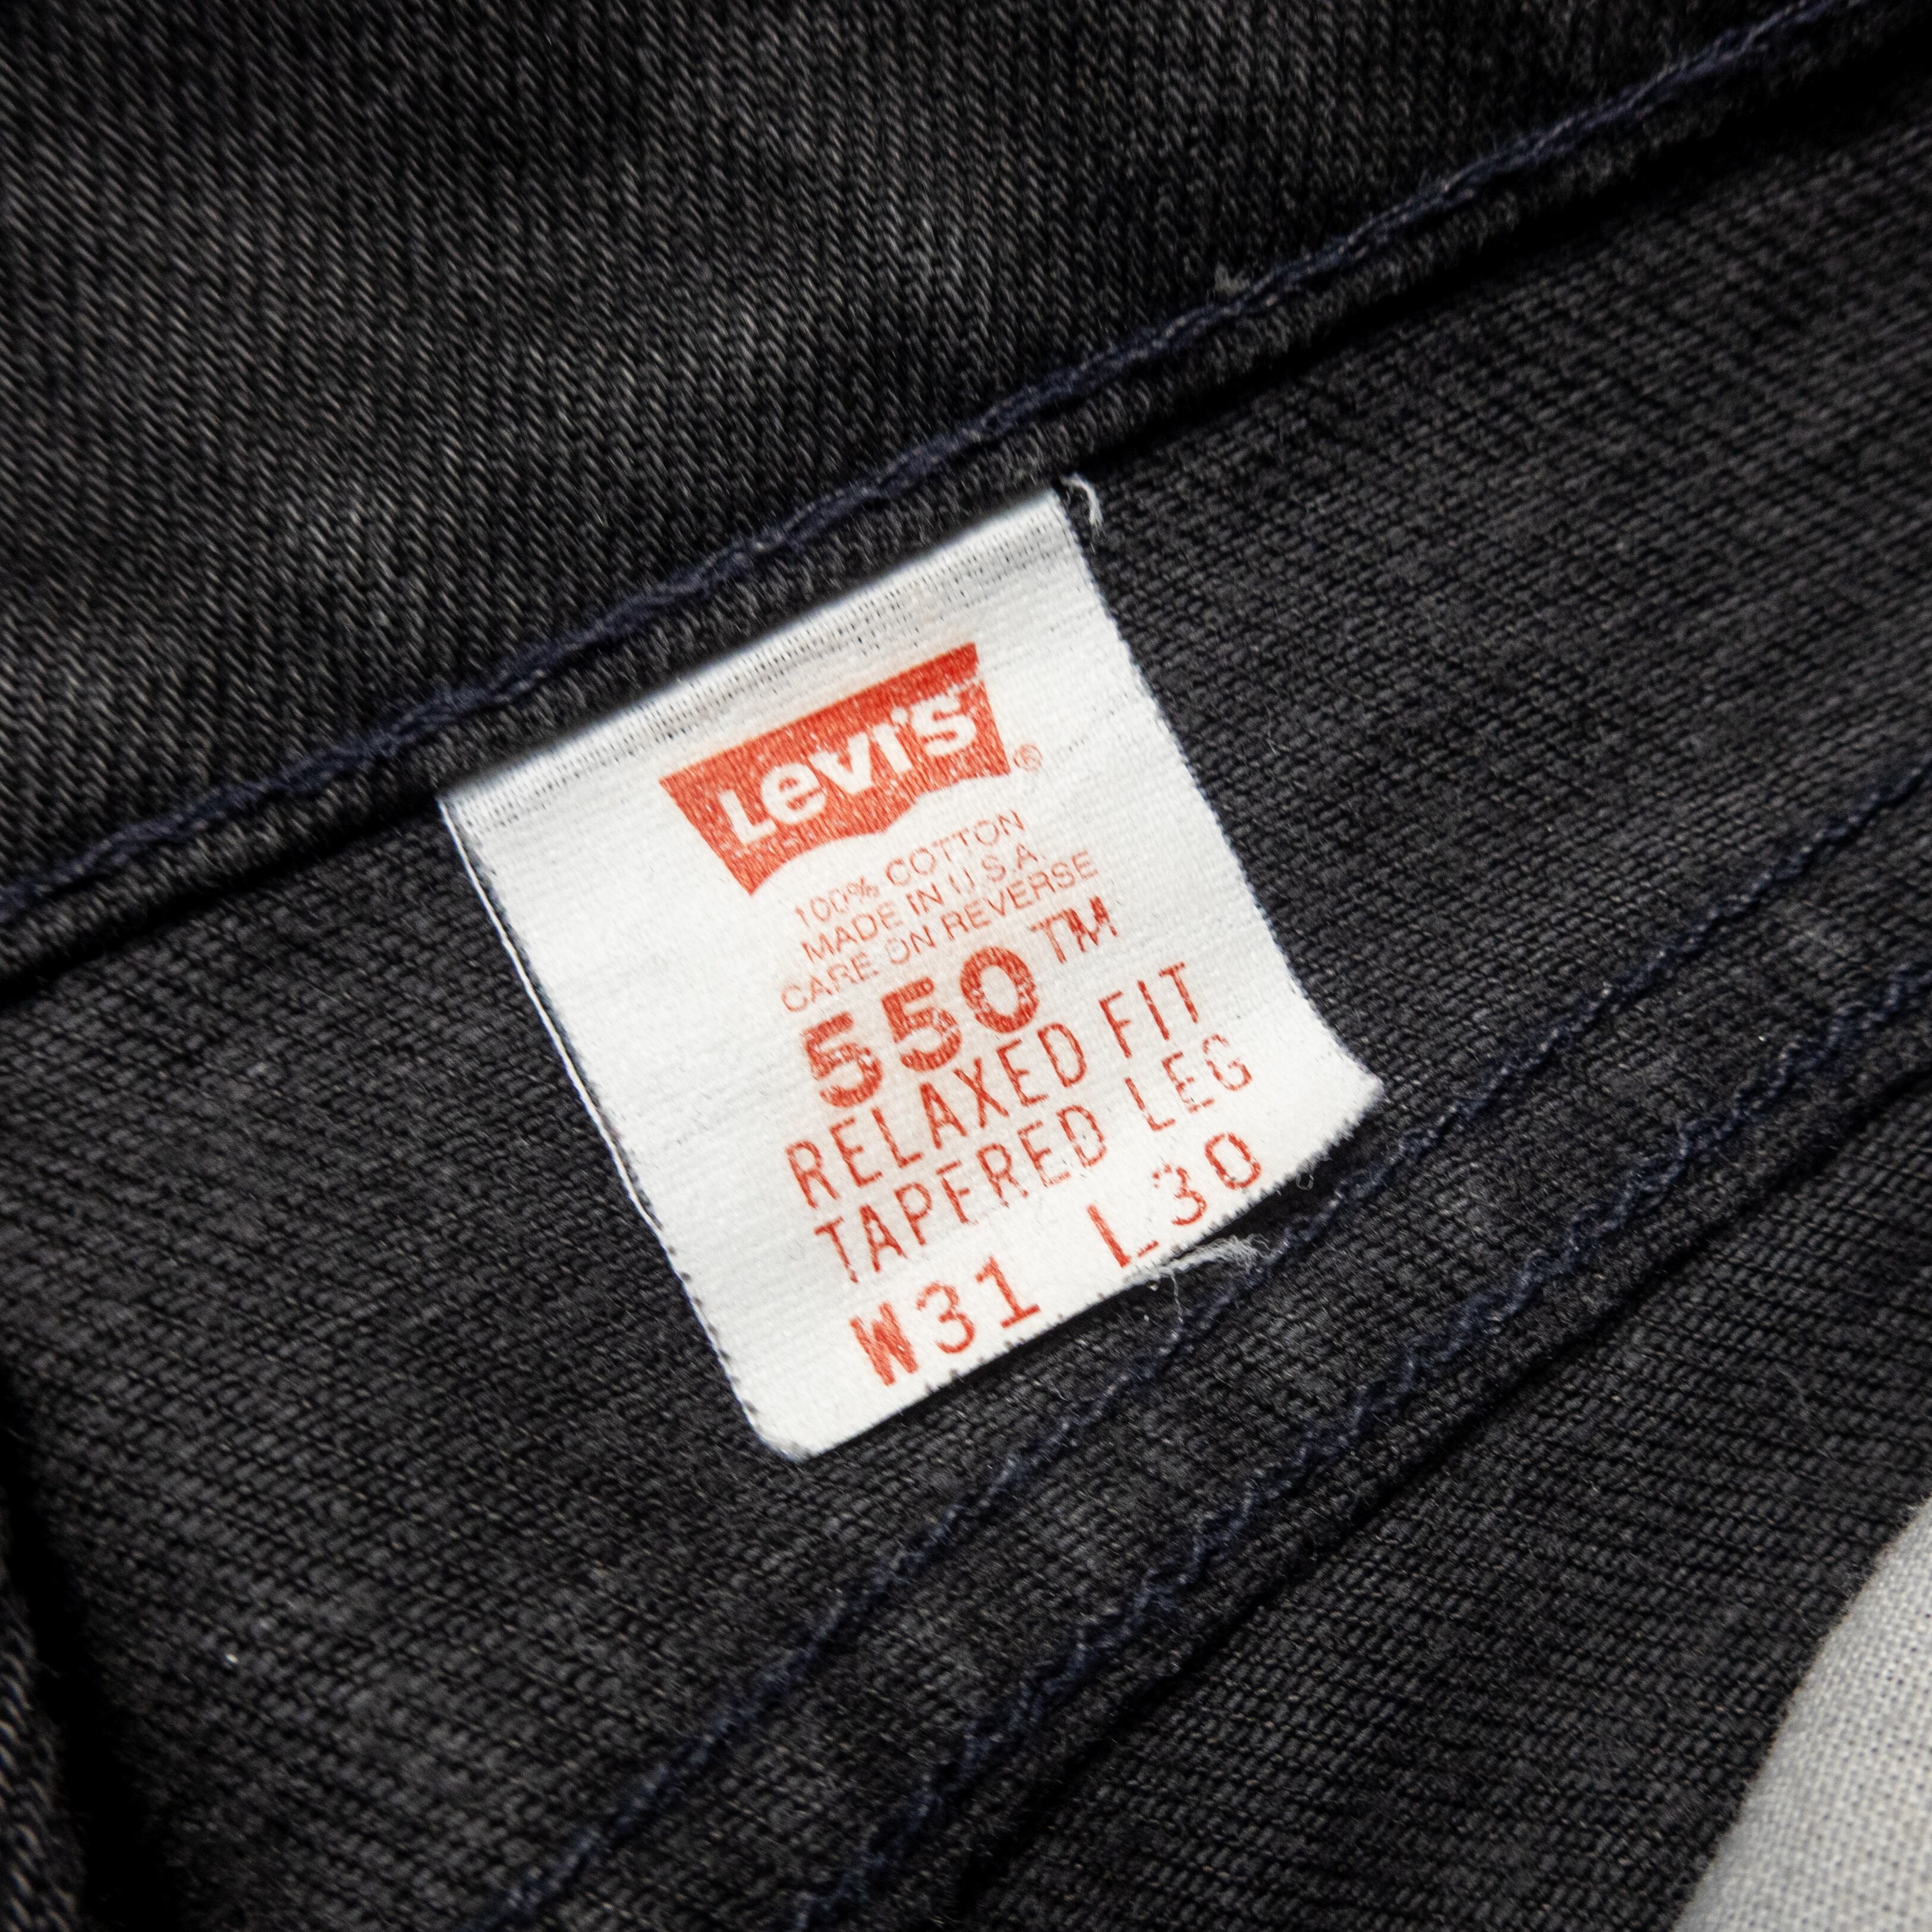 Levi's ®
100% COTTON
MADE IN U.S.A.
CARE ON REVERSE
550™
RELAXED FIT
TAPERED LEG
W31 L30